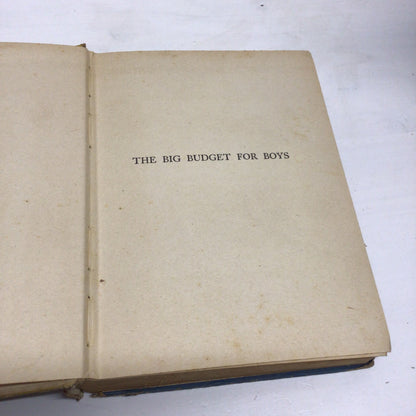 THE BIG BUDGET FOR BOYS